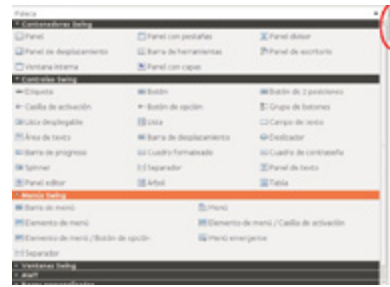 Paleta
Contenedores Swing
Panel Panel con pestañas Panel divisor
Panel de desplazamiento Barra de herramientas Panel de escritorio
Ventana interna Panel con capas
Controles Swing
Etiqueta Botón Botón de 2 posiciones
Casilla de activación Botón de opción Grupo de botones
Lista desplegable Lista Campo de texto
Área de texto Barra de desplazamiento Deslizador
Barra de progreso Cuadro formateado Cuadro de contraseña
Spinner Separador Panel de texto
Panel editor Árbol Tabla
Menús Swing
Barra de menú Menú
Elemento de menú Elemento de menú / Casilla de activación
Elemento de menú / Botón de opción Menú emergente
Separador
Ventanas Swing
AWT